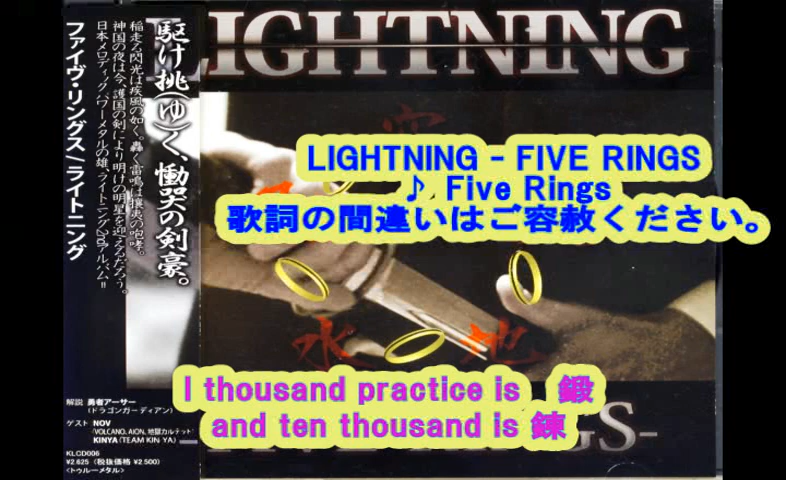 LIGHTNING
駆け挑(ゆ)く、慟哭の剣豪。
稲走る閃光は疾風の如く。轟く雷鳴は攘夷の咆哮。
神国の夜は今、護国の剣により明けの明星を迎えるだろう。
日本メロディックパワーメタルの雄、ライトニング2ndアルバム!!
ファイヴ・リングス/ライトニング
LIGHTNING - FIVE RINGS
♪ Five Rings
歌詞の間違いはご容赦ください。
水
地
I thousand practice is 鍛
and ten thousand is 錬
解説 勇者アーサー
(ドラゴンガーディアン)
ゲスト NOV
(VOLCANO, AION, 地獄カルテット)
KINYA (TEAM KIN YA)
KLCD006
¥2.625 (税抜価格 ¥2.500)
<トゥルーメタル>